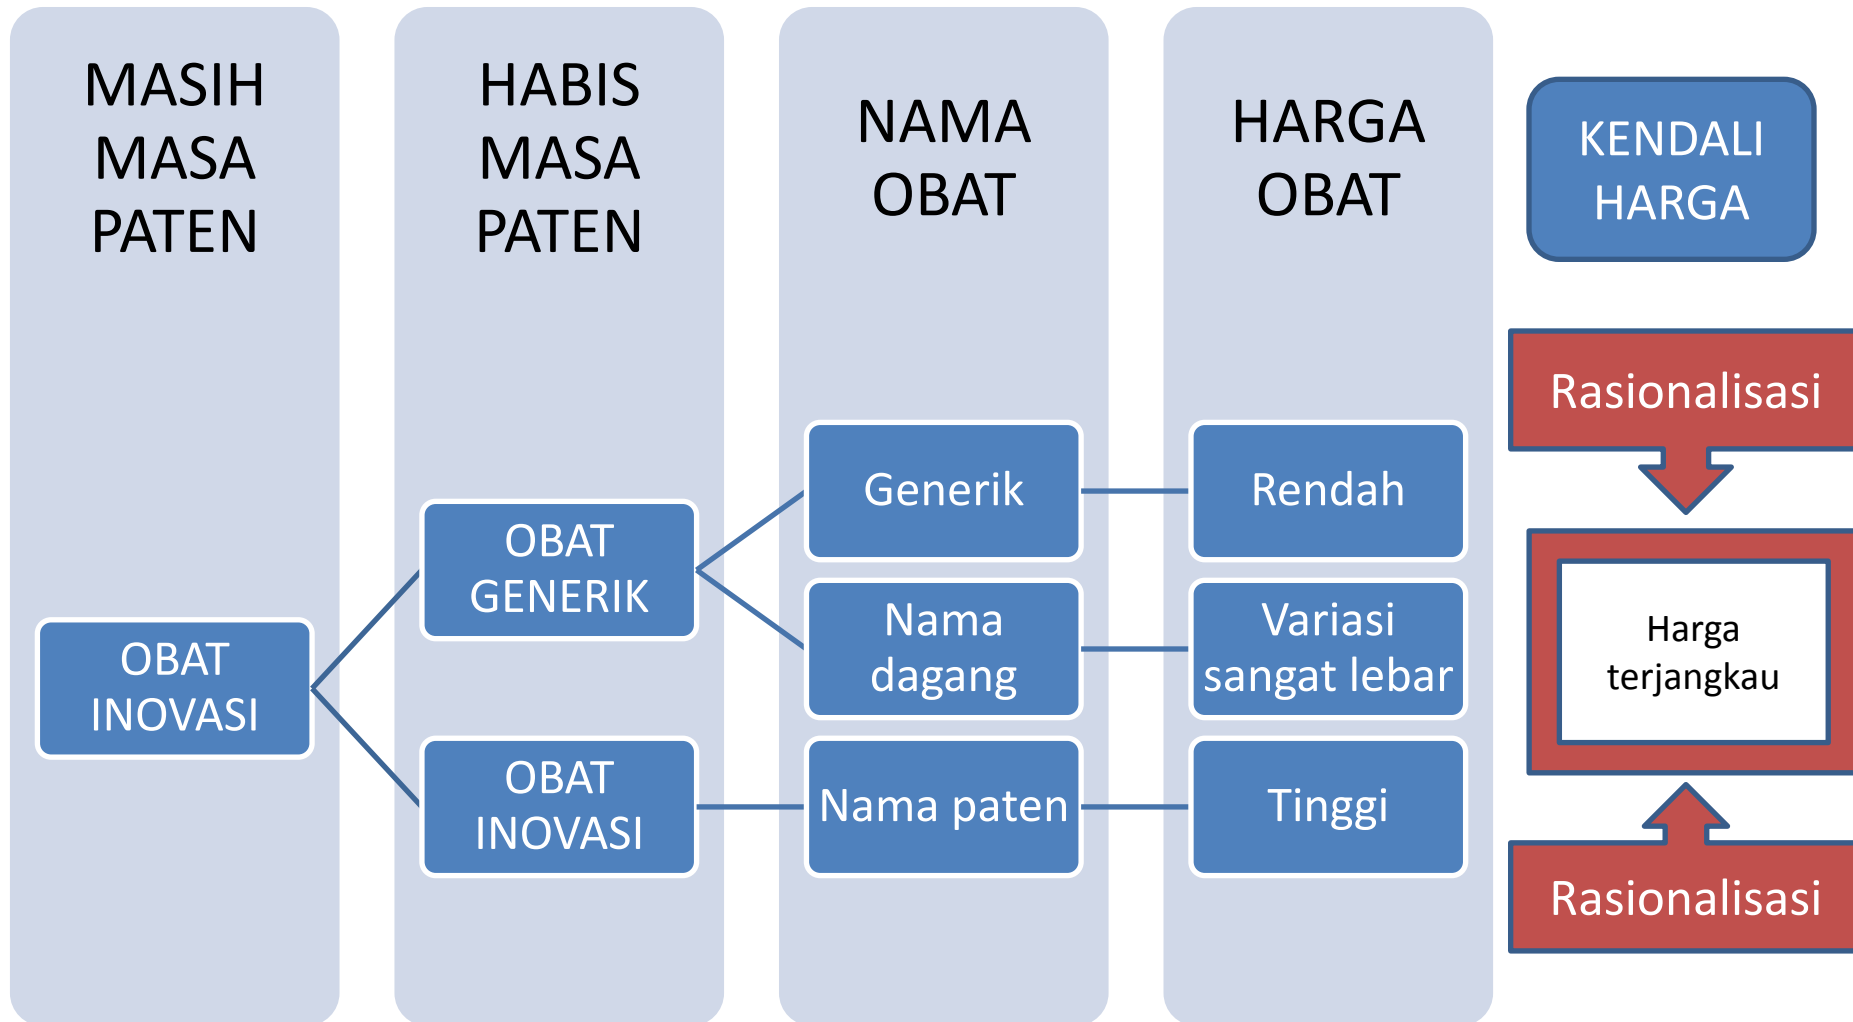 MASIH
MASA
PATEN
HABIS
MASA
PATEN
NAMA
OBAT
HARGA
OBAT
KENDALI
HARGA
OBAT
INOVASI
OBAT
GENERIK
OBAT
INOVASI
Generik
Nama
dagang
Nama paten
Rendah
Variasi
sangat lebar
Tinggi
Rasionalisasi
Harga
terjangkau
Rasionalisasi